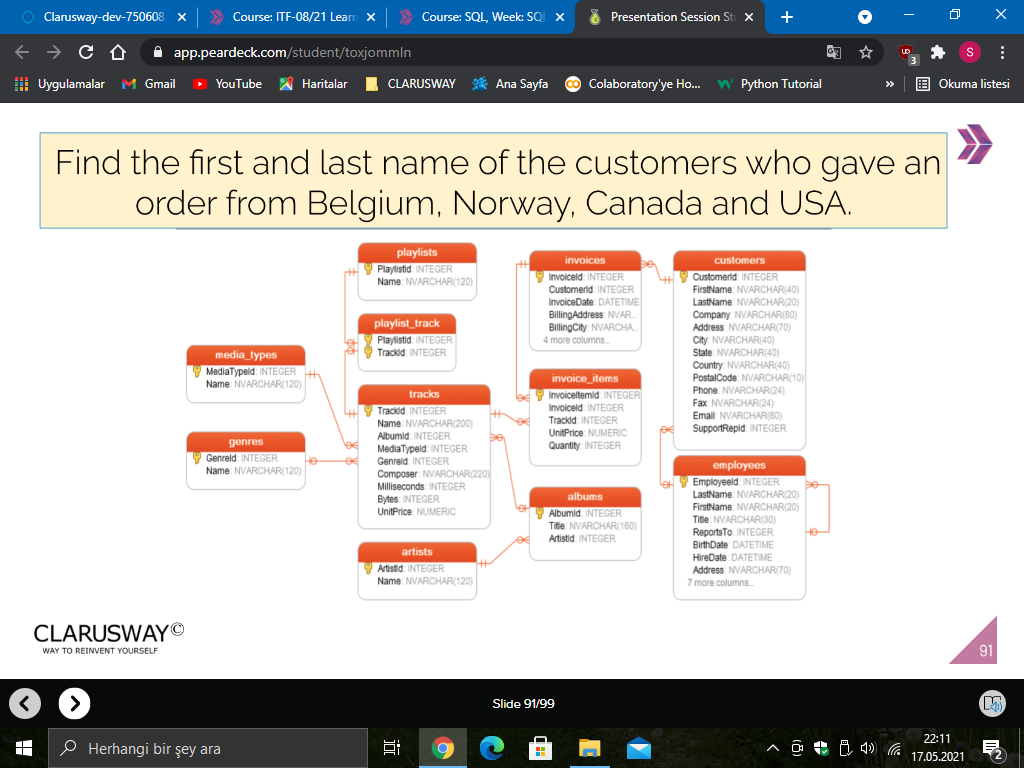 Clarusway-dev-750608
Course: ITF-08/21 Learn
Course: SQL, Week: SQL
Presentation Session St
app.peardeck.com/student/toxjommln
UD
3
S
Uygulamalar
Gmail
YouTube
Haritalar
CLARUSWAY
Ana Sayfa
Colaboratory'ye Ho...
Python Tutorial
»
Okuma listesi
Find the first and last name of the customers who gave an
order from Belgium, Norway, Canada and USA.
playlists
PlaylistId: INTEGER
Name: NVARCHAR(120)
playlist_track
PlaylistId: INTEGER
TrackId: INTEGER
media_types
MediaTypeId: INTEGER
Name: NVARCHAR(120)
genres
GenreId: INTEGER
Name: NVARCHAR(120)
tracks
TrackId: INTEGER
Name: NVARCHAR(200)
AlbumId: INTEGER
MediaTypeId: INTEGER
GenreId: INTEGER
Composer: NVARCHAR(220)
Milliseconds: INTEGER
Bytes: INTEGER
UnitPrice: NUMERIC
artists
ArtistId: INTEGER
Name: NVARCHAR(120)
invoices
InvoiceId: INTEGER
CustomerId: INTEGER
InvoiceDate: DATETIME
BillingAddress: NVAR...
BillingCity: NVARCHA...
4 more columns...
invoice_items
InvoiceItemId: INTEGER
InvoiceId: INTEGER
TrackId: INTEGER
UnitPrice: NUMERIC
Quantity: INTEGER
albums
AlbumId: INTEGER
Title: NVARCHAR(160)
ArtistId: INTEGER
customers
CustomerId: INTEGER
FirstName: NVARCHAR(40)
LastName: NVARCHAR(20)
Company: NVARCHAR(80)
Address: NVARCHAR(70)
City: NVARCHAR(40)
State: NVARCHAR(40)
Country: NVARCHAR(40)
PostalCode: NVARCHAR(10)
Phone: NVARCHAR(24)
Fax: NVARCHAR(24)
Email: NVARCHAR(60)
SupportRepId: INTEGER
employees
EmployeeId: INTEGER
LastName: NVARCHAR(20)
FirstName: NVARCHAR(20)
Title: NVARCHAR(30)
ReportsTo: INTEGER
BirthDate: DATETIME
HireDate: DATETIME
Address: NVARCHAR(70)
7 more columns...
CLARUSWAY©
WAY TO REINVENT YOURSELF
91
Slide 91/99
Herhangi bir şey ara
22:11
17.05.2021
2